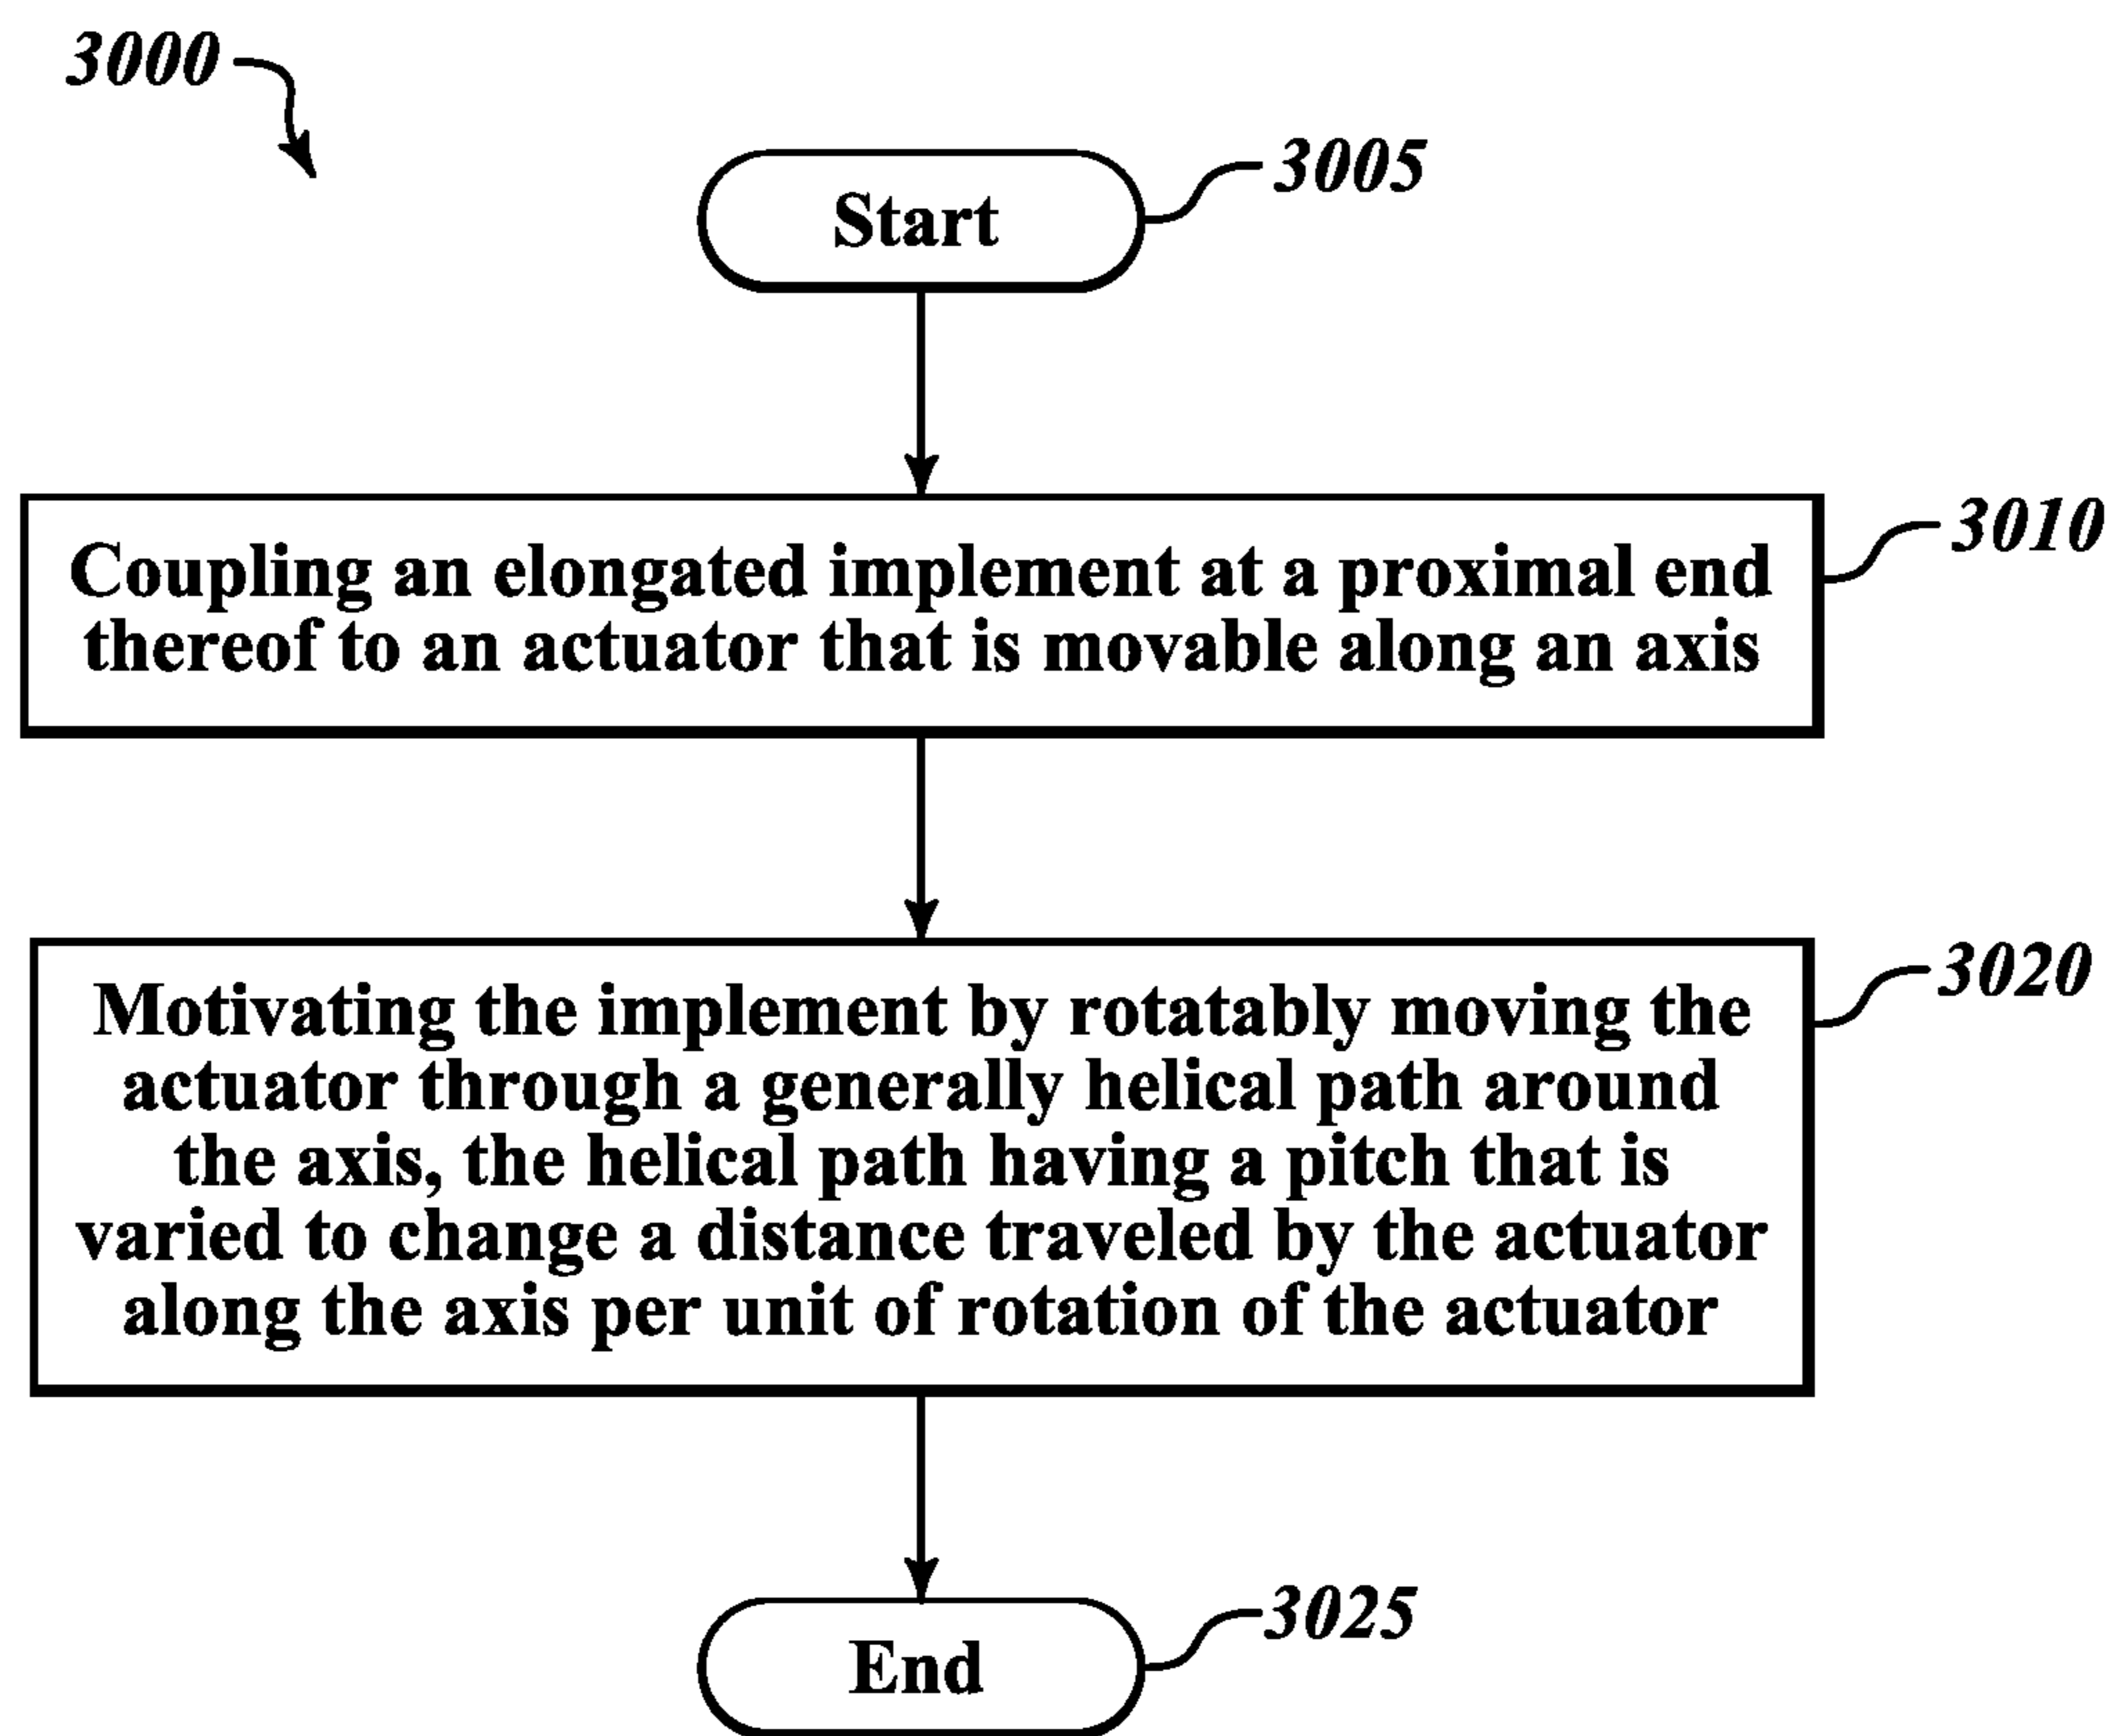 3000
Start
3005
Coupling an elongated implement at a proximal end
thereof to an actuator that is movable along an axis
3010
Motivating the implement by rotatably moving the
actuator through a generally helical path around
the axis, the helical path having a pitch that is
varied to change a distance traveled by the actuator
along the axis per unit of rotation of the actuator
3020
End
3025